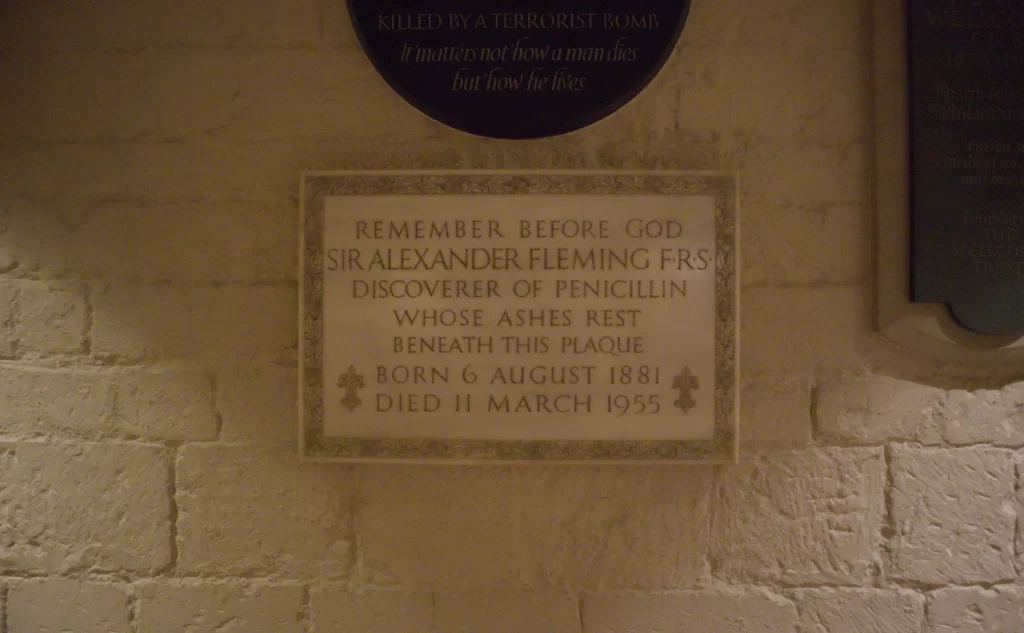 KILLED BY A TERRORIST BOMB
It matters not how a man dies
but how he lives
REMEMBER BEFORE GOD
SIR ALEXANDER FLEMING F·R·S·
DISCOVERER OF PENICILLIN
WHOSE ASHES REST
BENEATH THIS PLAQUE
BORN 6 AUGUST 1881
DIED 11 MARCH 1955